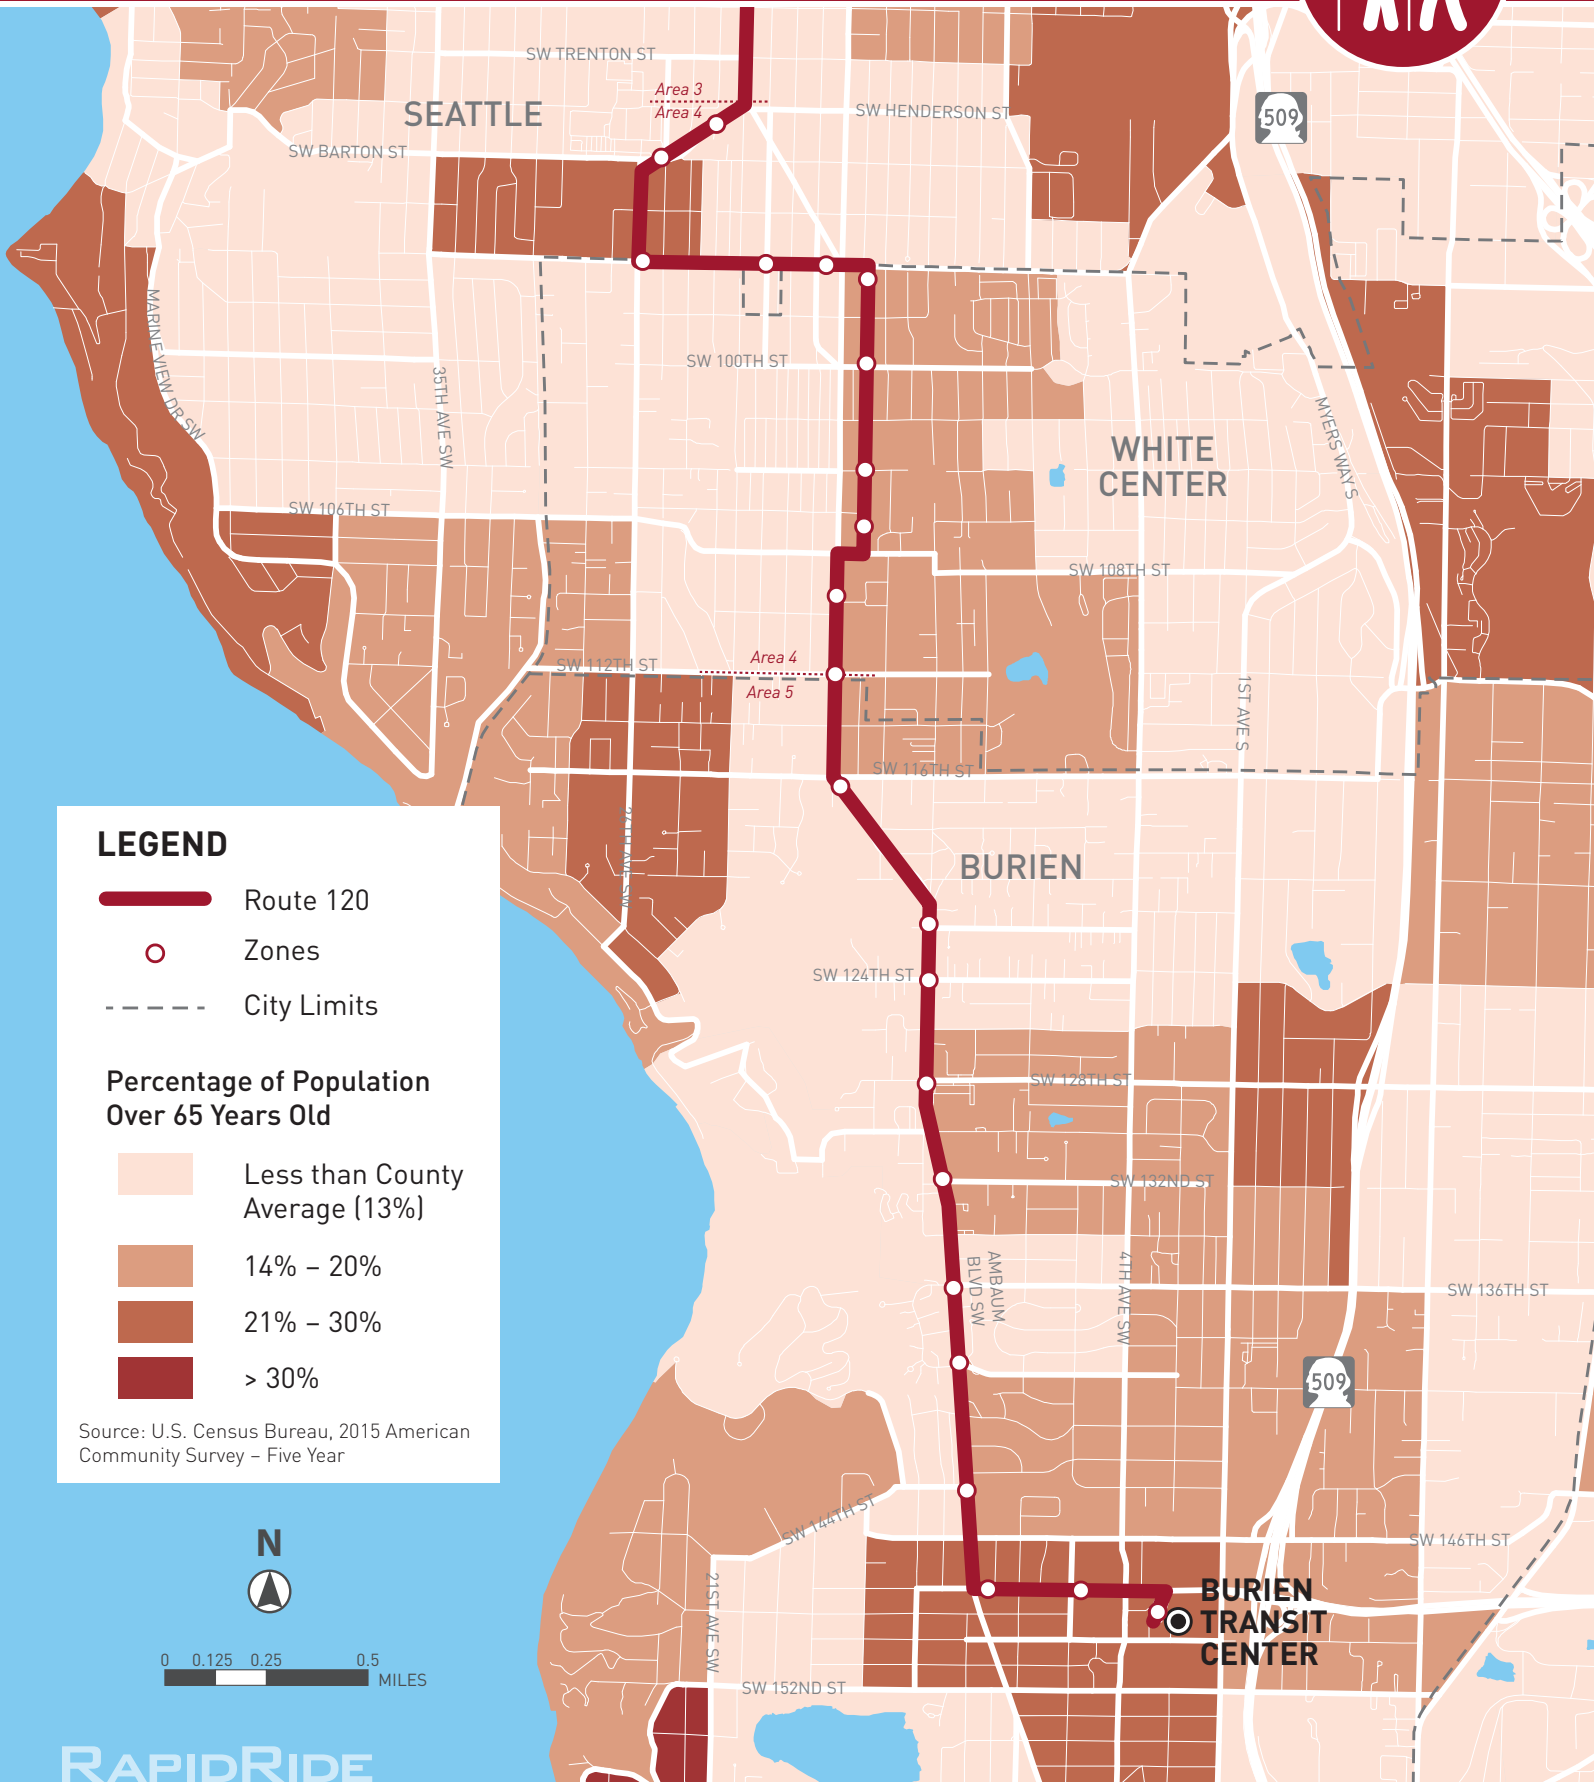 SW TRENTON ST
Area 3
Area 4
SEATTLE
SW HENDERSON ST
509
SW BARTON ST
MARINE VIEW DR SW
SW 100TH ST
35TH AVE SW
MYERS WAY S
WHITE
CENTER
SW 106TH ST
SW 108TH ST
SW 112TH ST
Area 4
Area 5
1ST AVE S
SW 116TH ST
BURIEN
SW 124TH ST
SW 128TH ST
SW 132ND ST
AMBAUM
BLVD SW
4TH AVE SW
SW 136TH ST
509
SW 144TH ST
SW 146TH ST
21ST AVE SW
BURIEN
TRANSIT
CENTER
SW 152ND ST
LEGEND
Route 120
Zones
City Limits
Percentage of Population
Over 65 Years Old
Less than County
Average (13%)
14% – 20%
21% – 30%
> 30%
Source: U.S. Census Bureau, 2015 American
Community Survey – Five Year
N
0 0.125 0.25 0.5
MILES
RAPIDRIDE